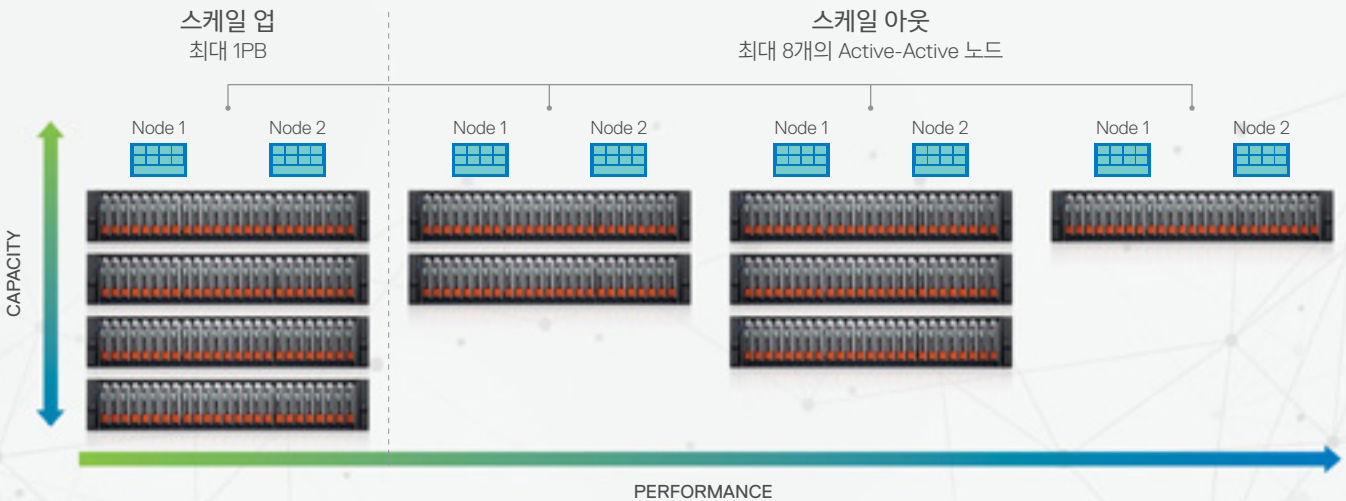 스케일 업
최대 1PB
스케일 아웃
최대 8개의 Active-Active 노드
Node 1
Node 2
Node 1
Node 2
Node 1
Node 2
Node 1
Node 2
CAPACITY
PERFORMANCE